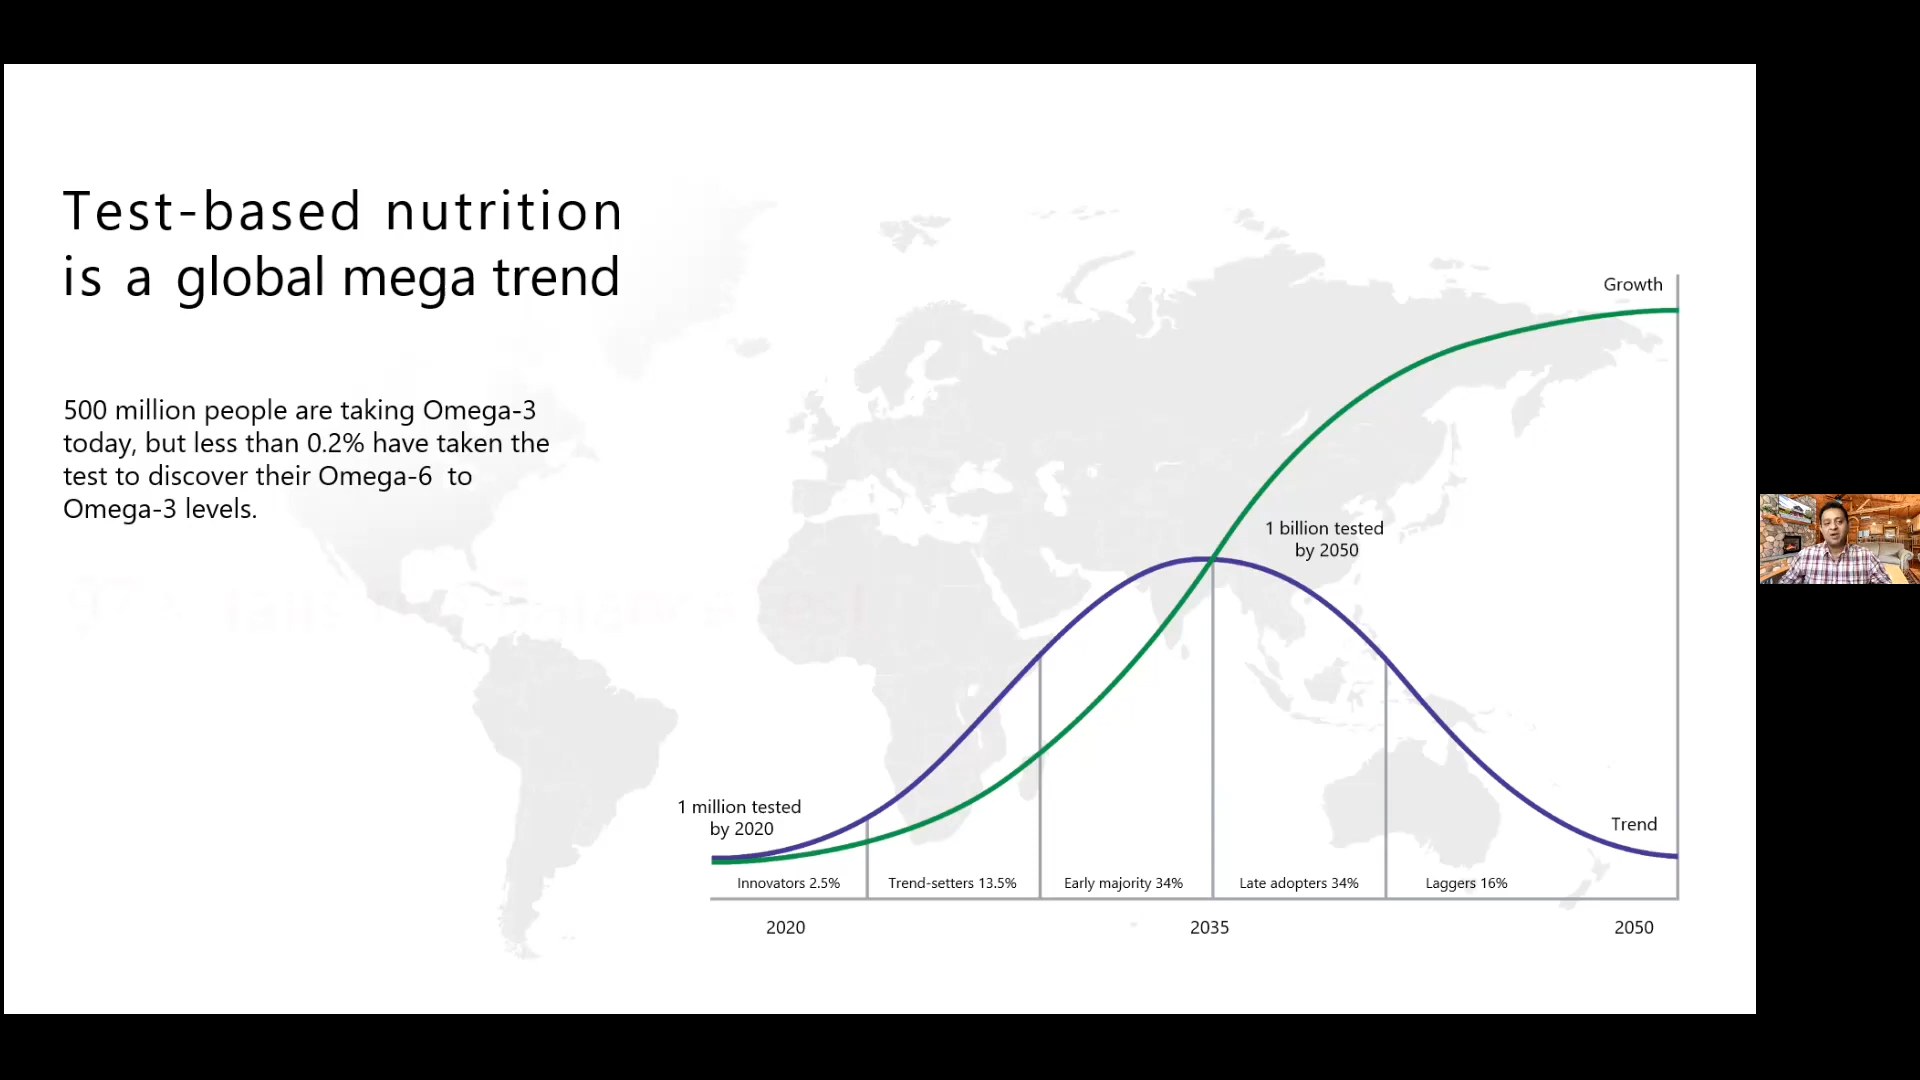 Test-based nutrition
is a global mega trend
500 million people are taking Omega-3
today, but less than 0.2% have taken the
test to discover their Omega-6 to
Omega-3 levels.
Growth
1 billion tested
by 2050
1 million tested
by 2020
Trend
Innovators 2.5%
Trend-setters 13.5%
Early majority 34%
Late adopters 34%
Laggers 16%
2020
2035
2050